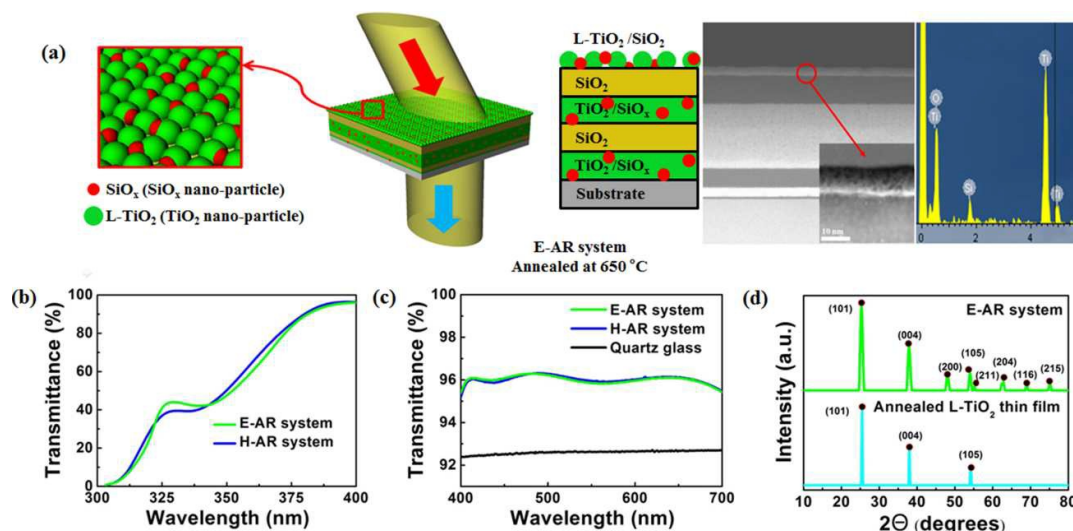 (a)
SiOx (SiOx nano-particle)
L-TiO2 (TiO2 nano-particle)
L-TiO2 /SiO2
SiO2
TiO2 /SiOx
SiO2
TiO2 /SiOx
Substrate
10 nm
O
Ti
Si
Ti
Ti
0 2 4
E-AR system
Annealed at 650 °C
(b)
Transmittance (%)
100
80
60
40
20
0
E-AR system
H-AR system
300 325 350 375 400
Wavelength (nm)
(c)
Transmittance (%)
98
96
94
92
E-AR system
H-AR system
Quartz glass
400 500 600 700
Wavelength (nm)
(d)
Intensity (a.u.)
E-AR system
(101)
(004)
(200)
(105)
(211)
(204)
(116)
(215)
Annealed L-TiO2 thin film
(101)
(004)
(105)
10 20 30 40 50 60 70 80
2Θ (degrees)